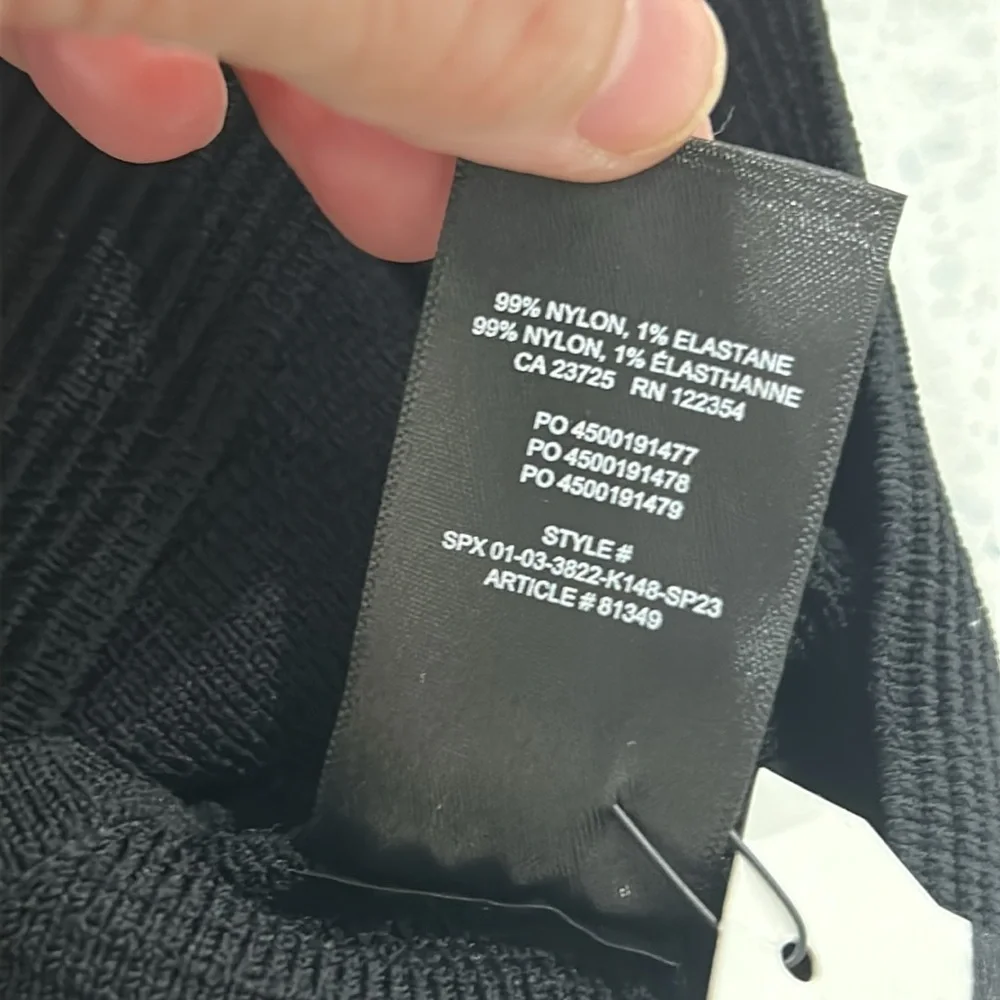 99% NYLON, 1% ELASTANE
99% NYLON, 1% ÉLASTHANNE
CA 23725 RN 122354
PO 4500191477
PO 4500191478
PO 4500191479
STYLE #
SPX 01-03-3822-K148-SP23
ARTICLE # 81349